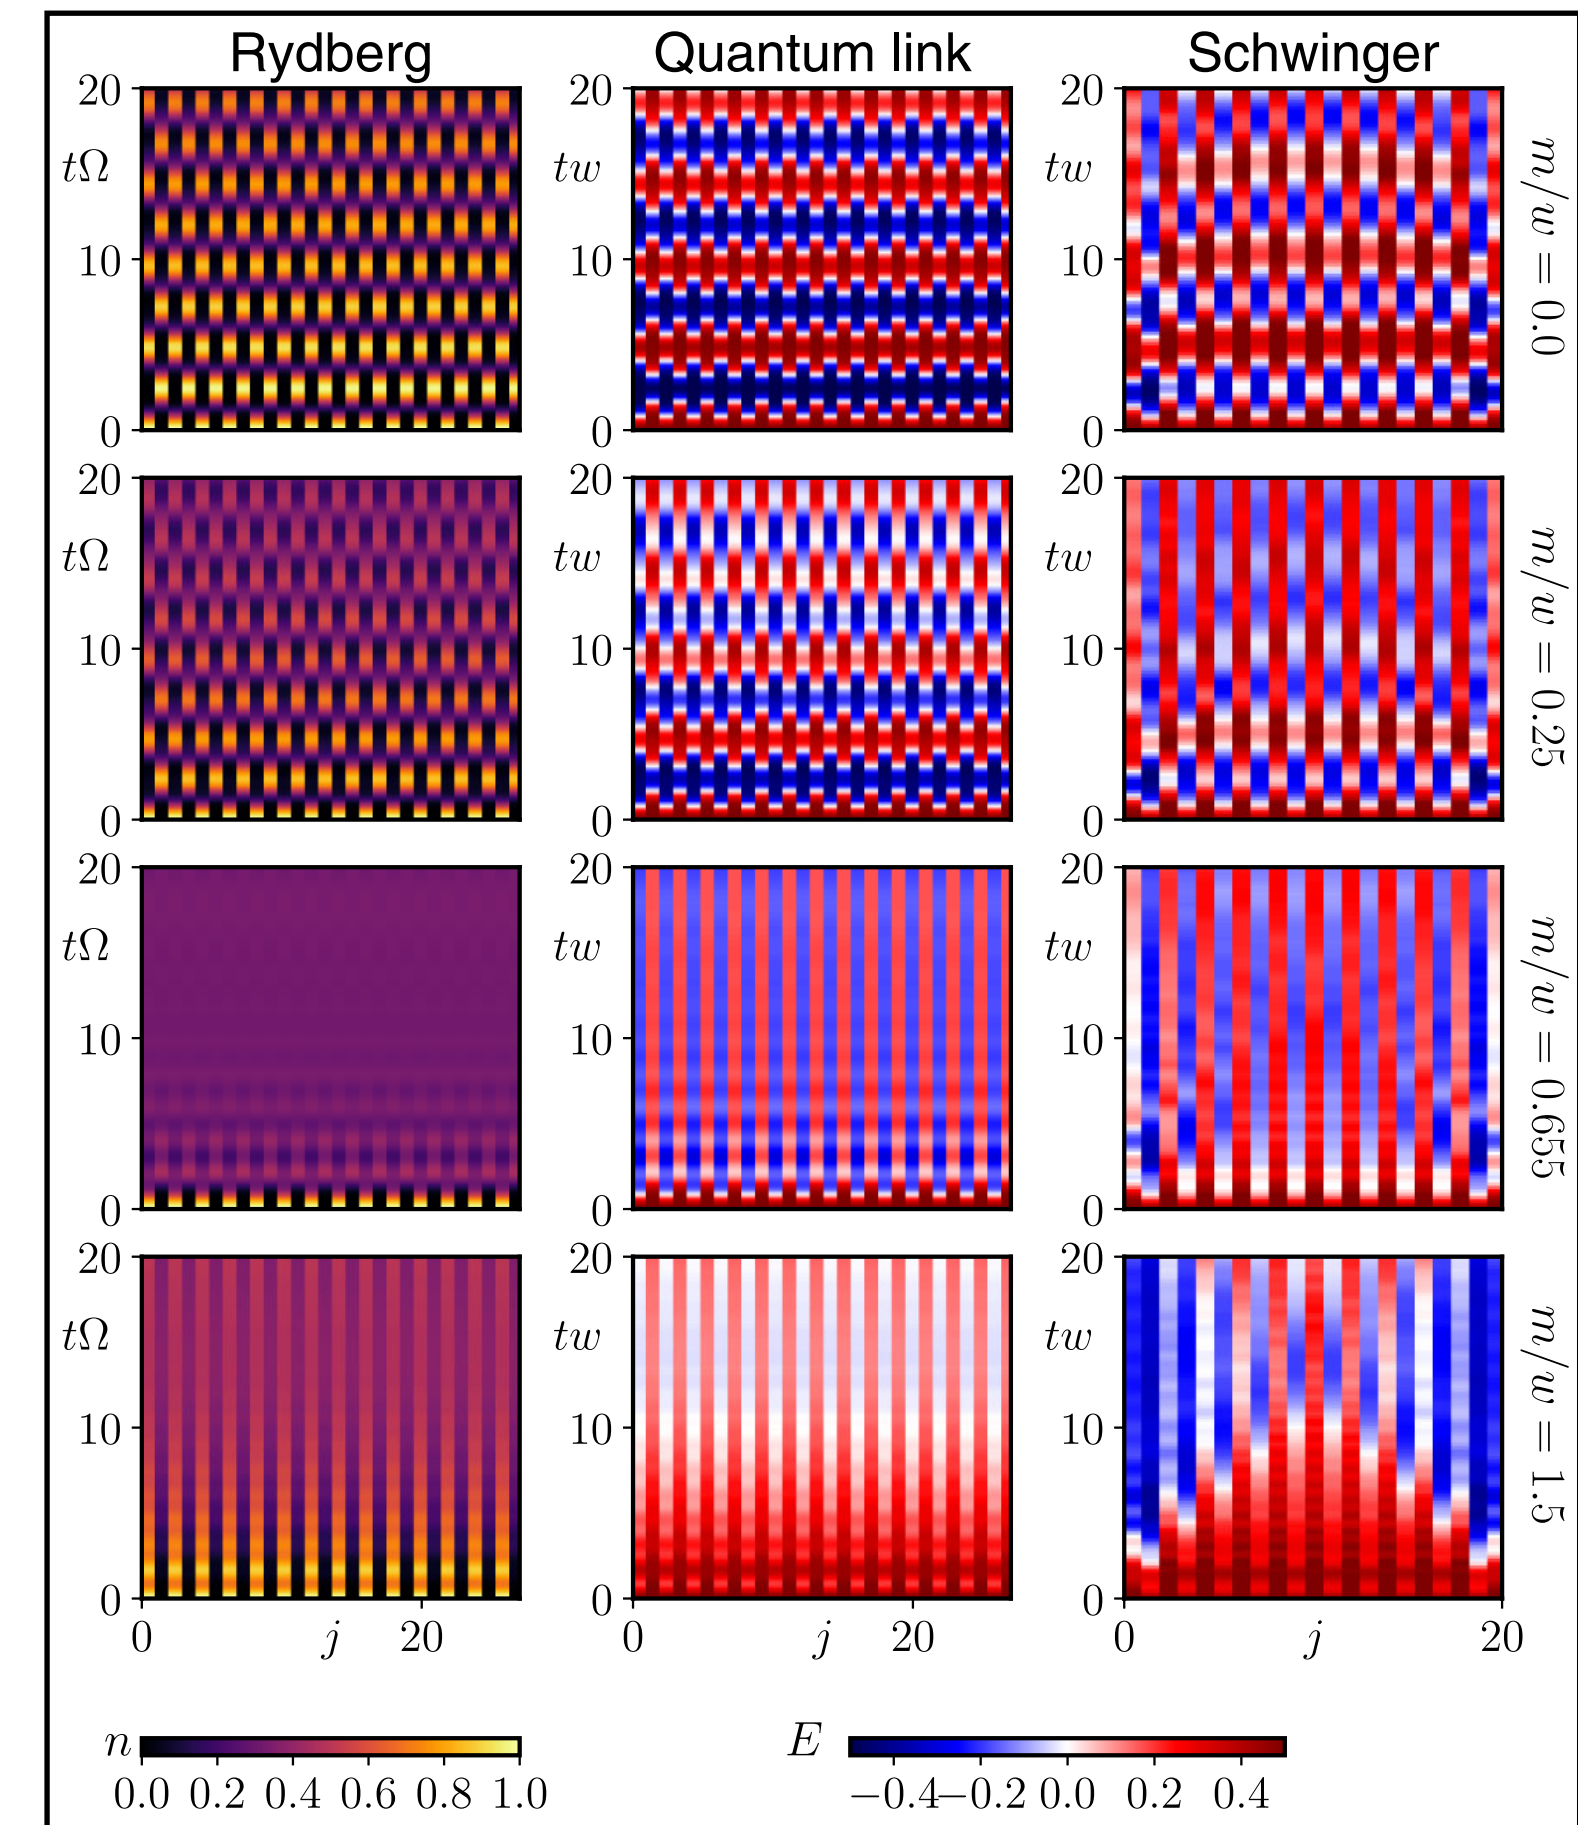 Rydberg Quantum link Schwinger
20 20 20
tΩ tw tw m/w = 0.0
10 10 10
0 0 0
20 20 20
tΩ tw tw m/w = 0.25
10 10 10
0 0 0
20 20 20
tΩ tw tw m/w = 0.655
10 10 10
0 0 0
20 20 20
tΩ tw tw m/w = 1.5
10 10 10
0 0 0
0 j 20 0 j 20 0 j 20
n E
0.0 0.2 0.4 0.6 0.8 1.0 −0.4 −0.2 0.0 0.2 0.4